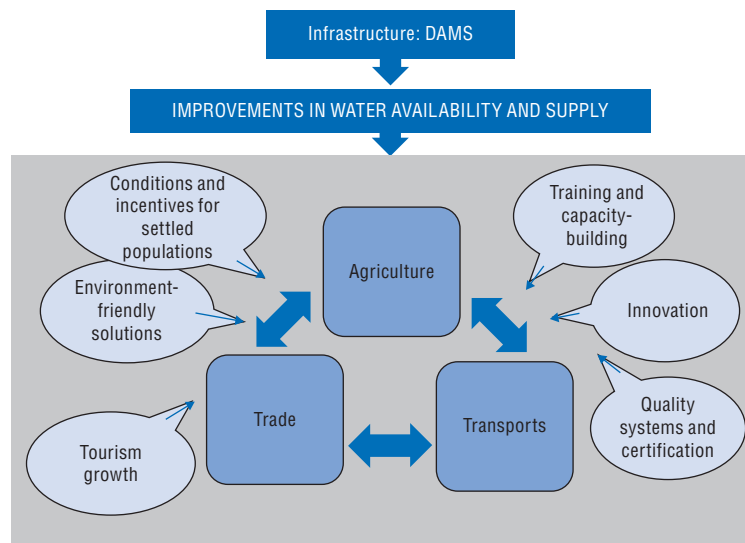 Infrastructure: DAMS
IMPROVEMENTS IN WATER AVAILABILITY AND SUPPLY
Conditions and
incentives for
settled
populations
Environment-
friendly
solutions
Tourism
growth
Agriculture
Trade
Transports
Training and
capacity-
building
Innovation
Quality
systems and
certification